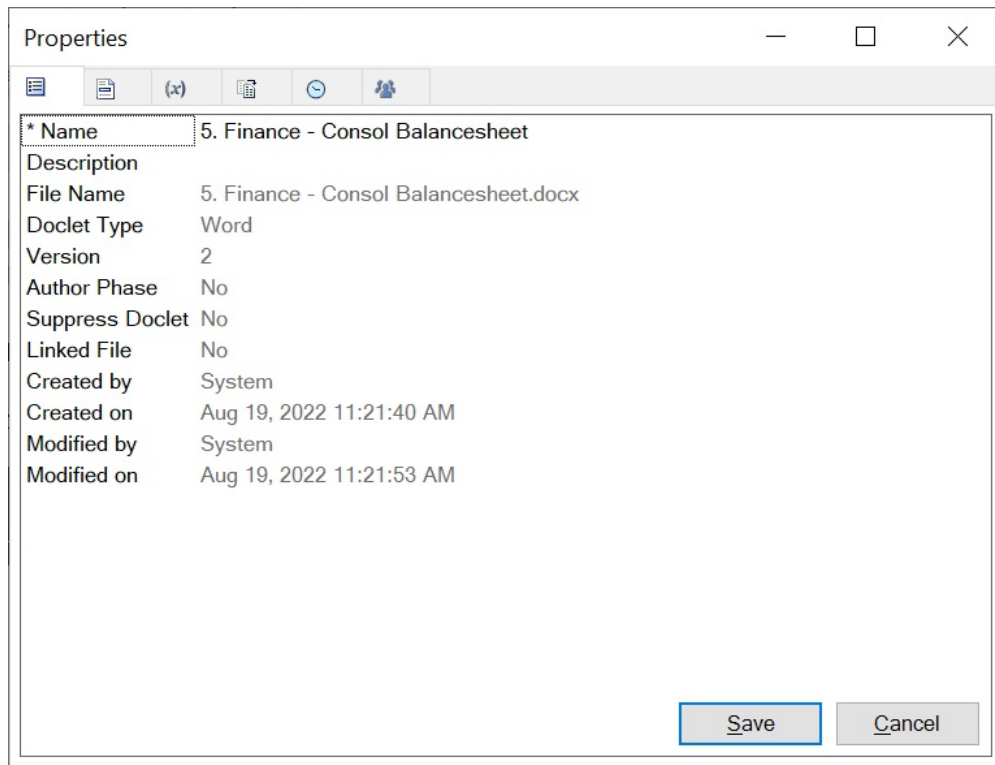 Properties
(x)
* Name 5. Finance - Consol Balancesheet
Description
File Name 5. Finance - Consol Balancesheet.docx
Doclet Type Word
Version 2
Author Phase No
Suppress Doclet No
Linked File No
Created by System
Created on Aug 19, 2022 11:21:40 AM
Modified by System
Modified on Aug 19, 2022 11:21:53 AM
Save Cancel